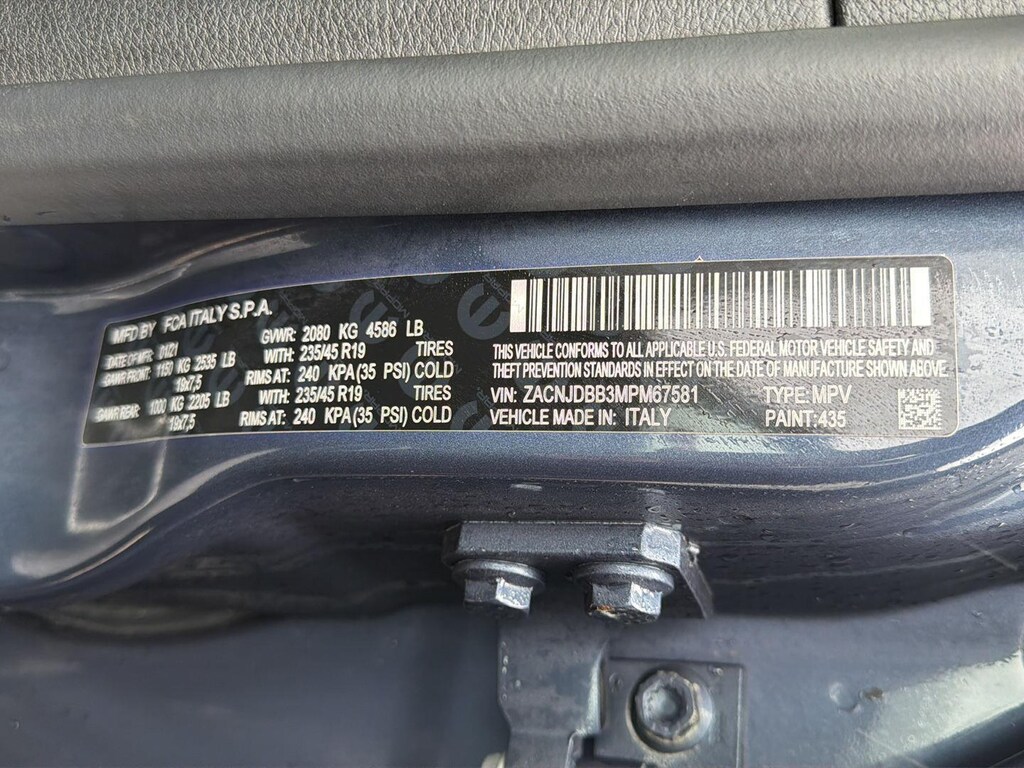 MFD BY FCA ITALY S.P.A.
DATE OF MFR. 01/21 GVWR: 2080 KG 4586 LB
GAWR FRONT: 1150 KG 2535 LB WITH: 235/45 R19 TIRES
19x7,5 RIMS AT: 240 KPA(35 PSI) COLD
GAWR REAR: 1000 KG 2205 LB WITH: 235/45 R19 TIRES
19x7,5 RIMS AT: 240 KPA(35 PSI) COLD
THIS VEHICLE CONFORMS TO ALL APPLICABLE U.S. FEDERAL MOTOR VEHICLE SAFETY AND
THEFT PREVENTION STANDARDS IN EFFECT ON THE DATE OF MANUFACTURE SHOWN ABOVE.
VIN: ZACNJDBB3MPM67581 TYPE: MPV
VEHICLE MADE IN: ITALY PAINT:435